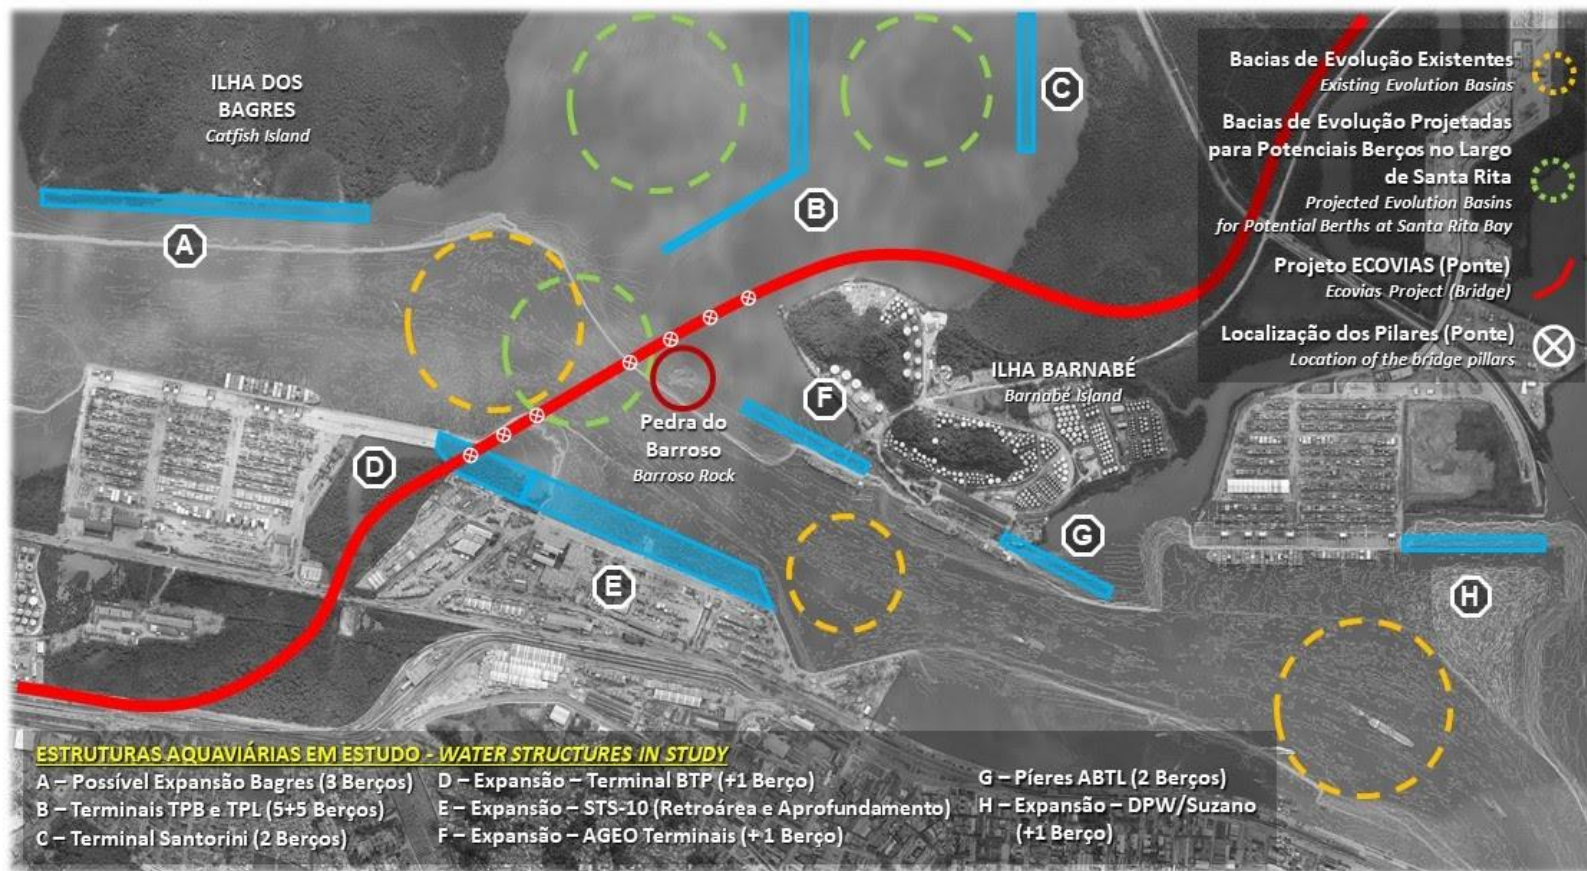 ILHA DOS
BAGRES
Catfish Island
A
B
C
Bacias de Evolução Existentes
Existing Evolution Basins
Bacias de Evolução Projetadas
para Potenciais Berços no Largo
de Santa Rita
Projected Evolution Basins
for Potential Berths at Santa Rita Bay
Projeto ECOVIAS (Ponte)
Ecovias Project (Bridge)
Localização dos Pilares (Ponte)
Location of the bridge pillars
ILHA BARNABÉ
Barnabé Island
F
Pedra do
Barroso
Barroso Rock
D
G
E
H
ESTRUTURAS AQUAVIÁRIAS EM ESTUDO - WATER STRUCTURES IN STUDY
A – Possível Expansão Bagres (3 Berços)
B – Terminais TPB e TPL (5+5 Berços)
C – Terminal Santorini (2 Berços)
D – Expansão – Terminal BTP (+1 Berço)
E – Expansão – STS-10 (Retroárea e Aprofundamento)
F – Expansão – AGEO Terminais (+1 Berço)
G – Píeres ABTL (2 Berços)
H – Expansão – DPW/Suzano
(+1 Berço)